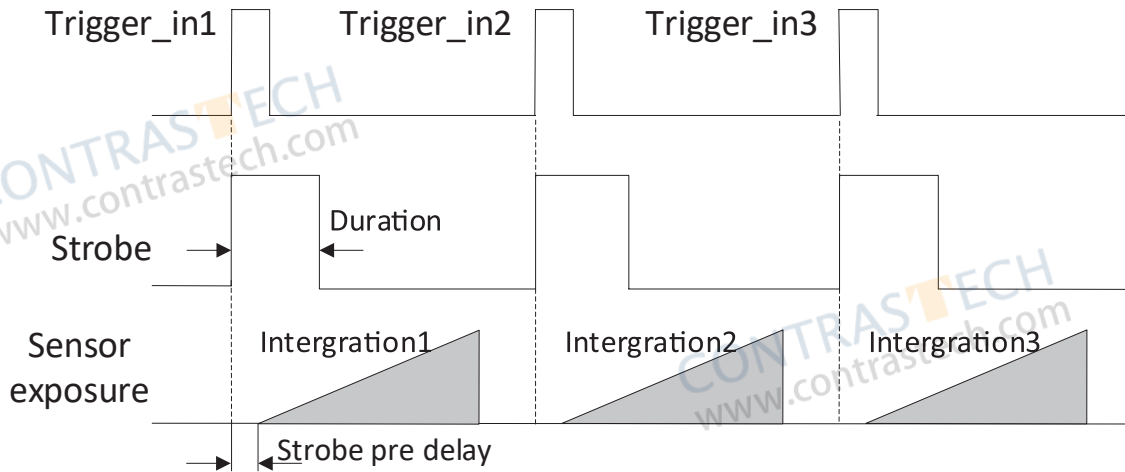 Trigger_in1
Trigger_in2
Trigger_in3
CONTRASTECH
www.contrastech.com
Strobe
Duration
Sensor
exposure
Intergration1
Intergration2
Intergration3
CONTRASTECH
www.contrastech.com
Strobe pre delay